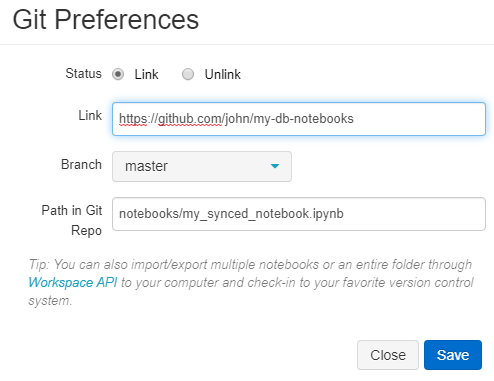 Git Preferences
Status Link Unlink
Link https://github.com/john/my-db-notebooks
Branch master
Path in Git notebooks/my_synced_notebook.ipynb
Repo
Tip: You can also import/export multiple notebooks or an entire folder through
Workspace API to your computer and check-in to your favorite version control
system.
Close Save